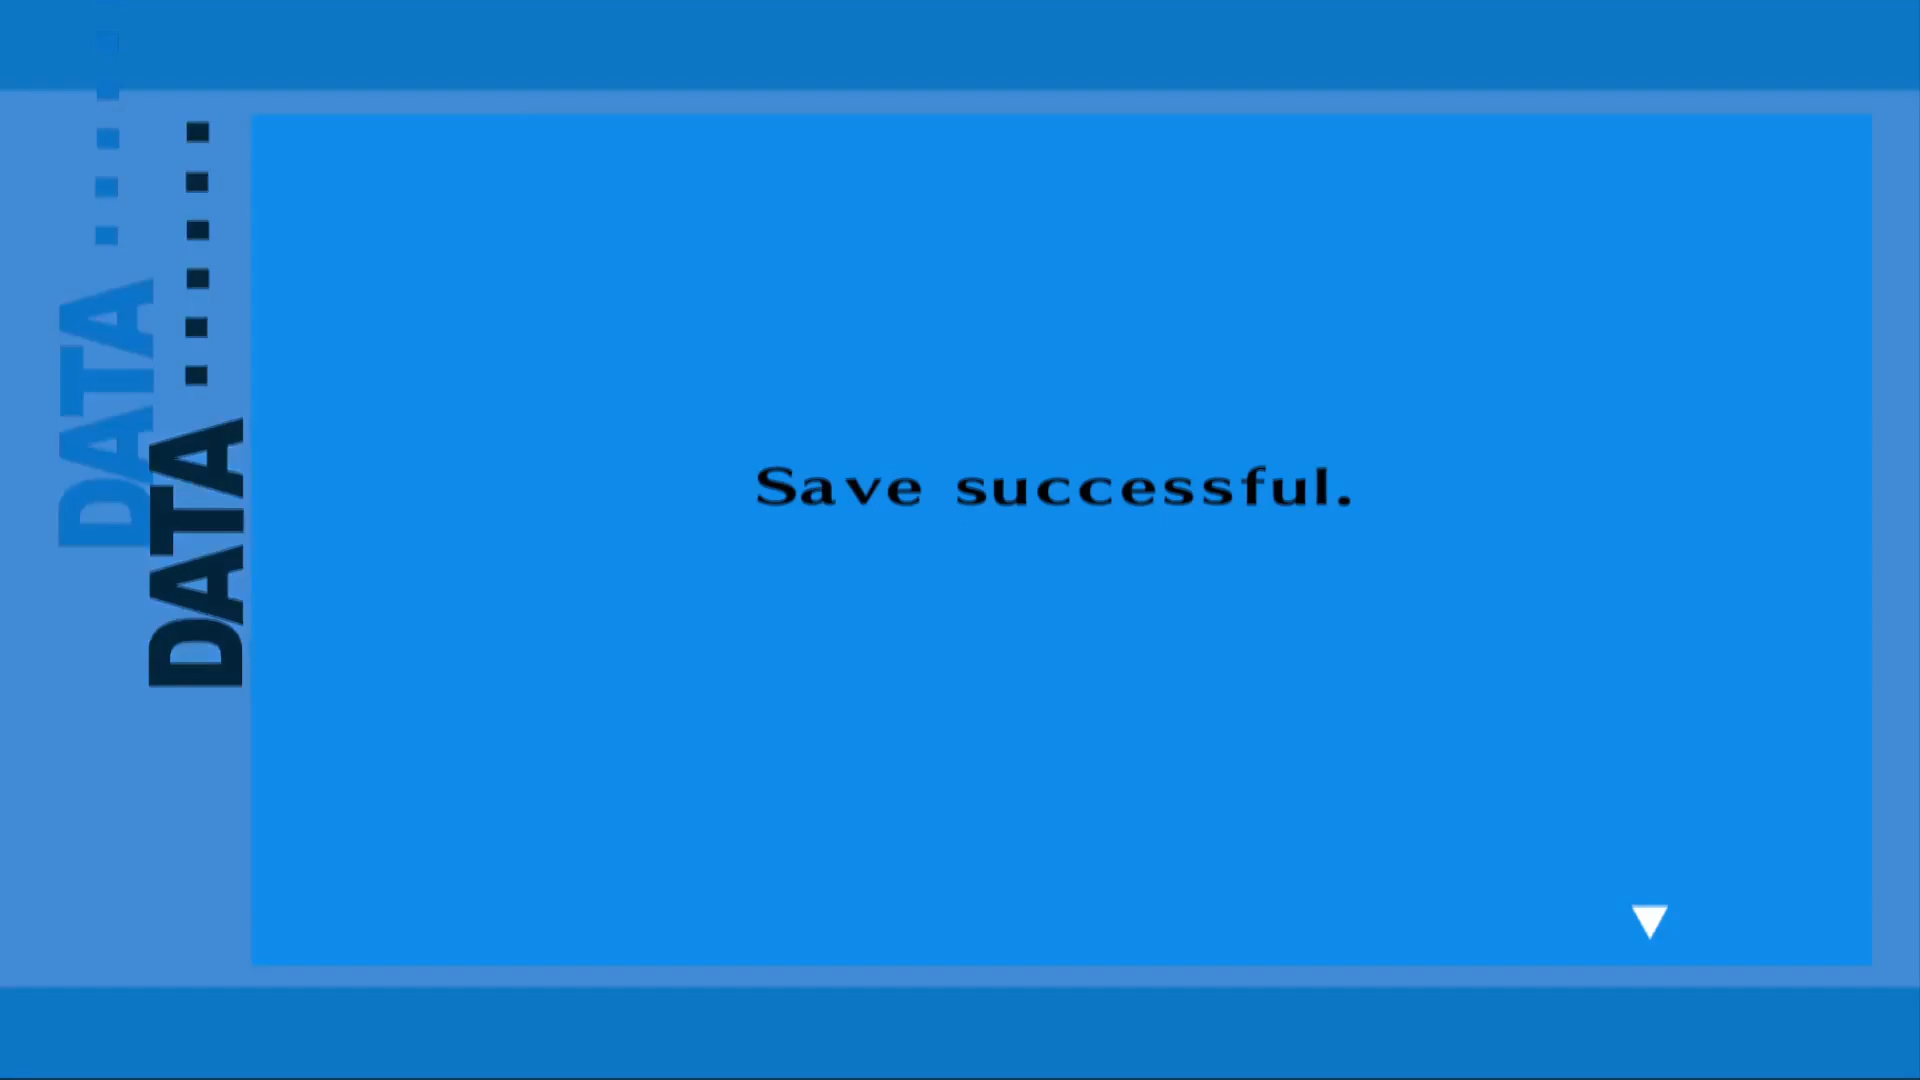 DATA ......
DATA ......
Save successful.